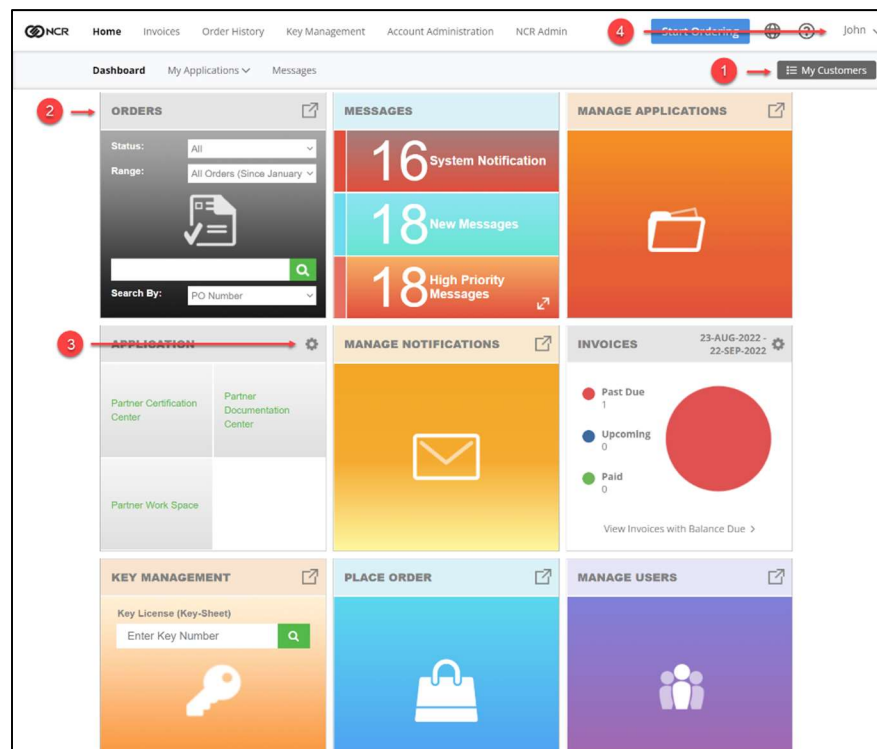 NCR Home Invoices Order History Key Management Account Administration NCR Admin 4 Start Ordering ? John
Dashboard My Applications Messages 1 My Customers
2 ORDERS
Status: All
Range: All Orders (Since January
Search By: PO Number
MESSAGES
16 System Notification
18 New Messages
18 High Priority
Messages
MANAGE APPLICATIONS
3 APPLICATION
Partner Certification
Center
Partner
Documentation
Center
Partner Work Space
MANAGE NOTIFICATIONS
INVOICES
23-AUG-2022 -
22-SEP-2022
Past Due
1
Upcoming
0
Paid
0
View Invoices with Balance Due >
KEY MANAGEMENT
Key License (Key-Sheet)
Enter Key Number
PLACE ORDER
MANAGE USERS